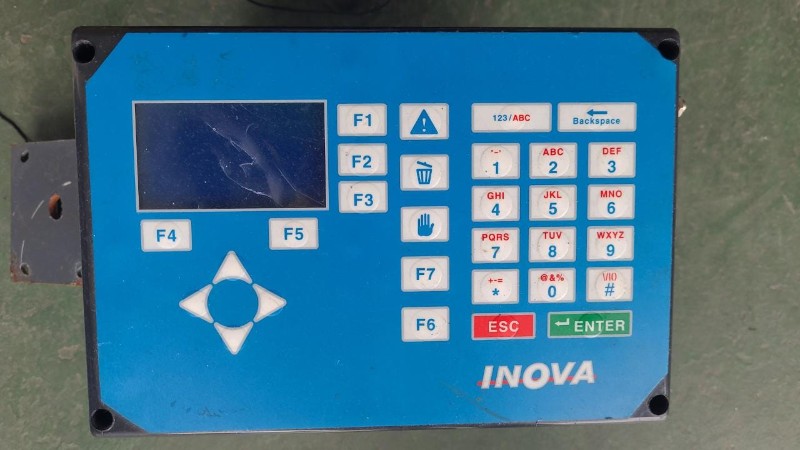 F1
F2
F3
F4
F5
F7
F6
123/ABC
Backspace
1
ABC
2
DEF
3
GHI
4
JKL
5
MNO
6
PQRS
7
TUV
8
WXYZ
9
+-=
*
@&%
0
#
ESC
ENTER
INOVA